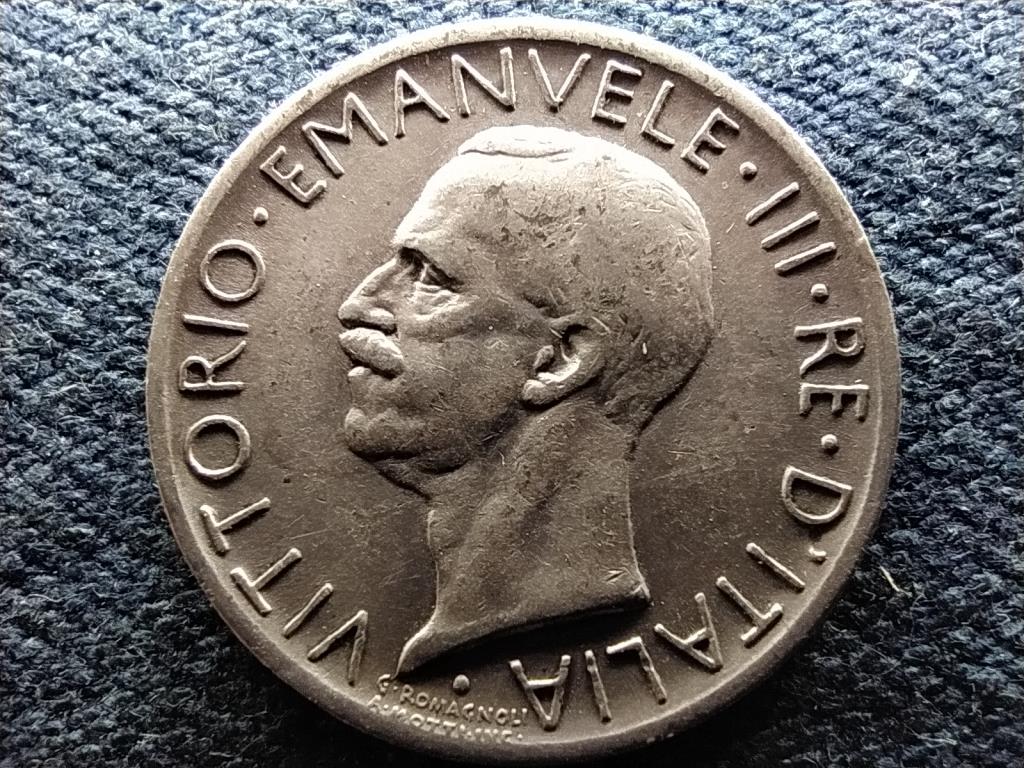 VITTORIO · EMANVELE · III · RE · D'ITALIA ·
G. ROMAGNOLI
A. MOTTI. INC.